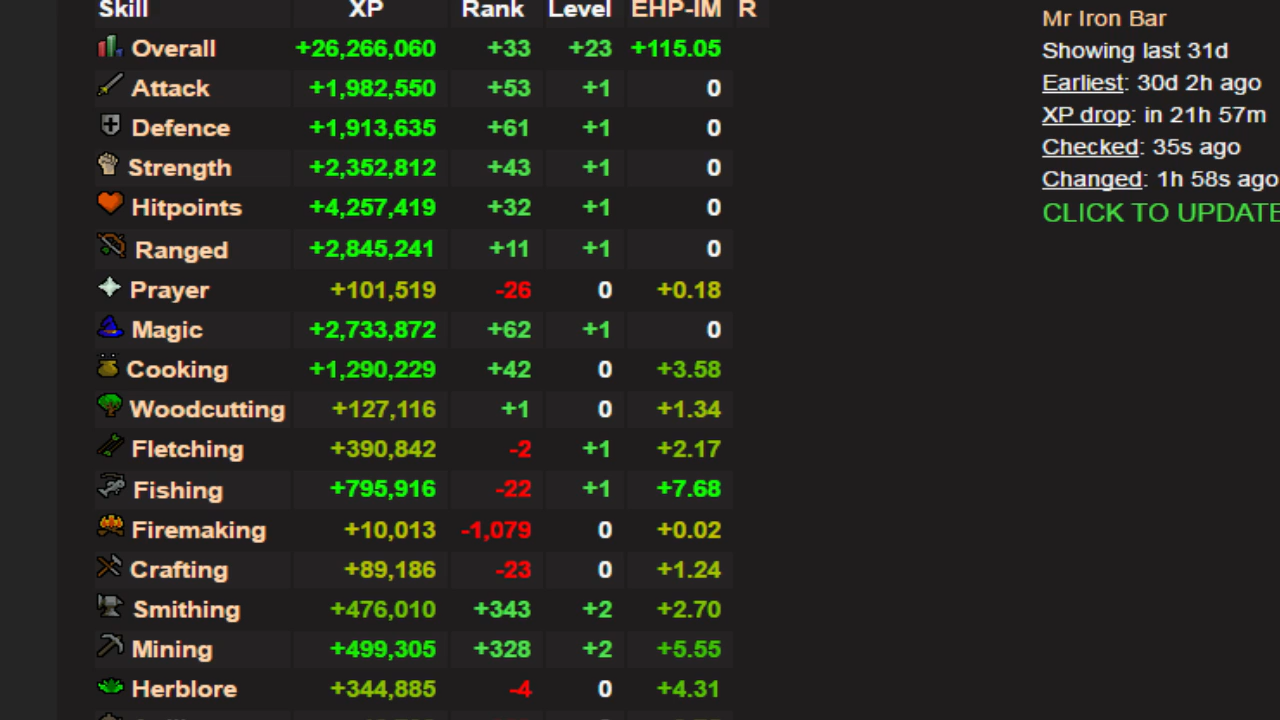 Skill XP Rank Level EHP-IM R
Overall +26,266,060 +33 +23 +115.05
Attack +1,982,550 +53 +1 0
Defence +1,913,635 +61 +1 0
Strength +2,352,812 +43 +1 0
Hitpoints +4,257,419 +32 +1 0
Ranged +2,845,241 +11 +1 0
Prayer +101,519 -26 0 +0.18
Magic +2,733,872 +62 +1 0
Cooking +1,290,229 +42 0 +3.58
Woodcutting +127,116 +1 0 +1.34
Fletching +390,842 -2 +1 +2.17
Fishing +795,916 -22 +1 +7.68
Firemaking +10,013 -1,079 0 +0.02
Crafting +89,186 -23 0 +1.24
Smithing +476,010 +343 +2 +2.70
Mining +499,305 +328 +2 +5.55
Herblore +344,885 -4 0 +4.31
Mr Iron Bar
Showing last 31d
Earliest: 30d 2h ago
XP drop: in 21h 57m
Checked: 35s ago
Changed: 1h 58s ago
CLICK TO UPDATE